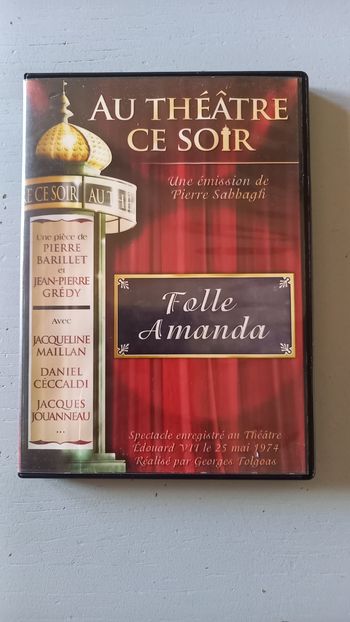 AU THÉÂTRE
CE SOIR
Une émission de
Pierre Sabbagh
CE SOIR AU TH
Une pièce de
PIERRE
BARILLET
et
JEAN-PIERRE
GRÉDY
Avec
JACQUELINE
MAILLAN
DANIEL
CÉCCALDI
JACQUES
JOUANNEAU
...
Folle
Amanda
Spectacle enregistré au Théâtre
Édouard VII le 25 mai 1974
Réalisé par Georges Folgoas